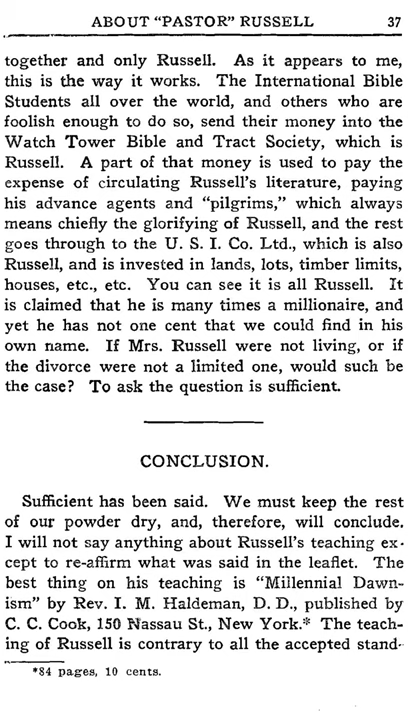 ABOUT "PASTOR" RUSSELL 37
together and only Russell. As it appears to me,
this is the way it works. The International Bible
Students all over the world, and others who are
foolish enough to do so, send their money into the
Watch Tower Bible and Tract Society, which is
Russell. A part of that money is used to pay the
expense of circulating Russell's literature, paying
his advance agents and "pilgrims," which always
means chiefly the glorifying of Russell, and the rest
goes through to the U. S. I. Co. Ltd., which is also
Russell, and is invested in lands, lots, timber limits,
houses, etc., etc. You can see it is all Russell. It
is claimed that he is many times a millionaire, and
yet he has not one cent that we could find in his
own name. If Mrs. Russell were not living, or if
the divorce were not a limited one, would such be
the case? To ask the question is sufficient.
CONCLUSION.
Sufficient has been said. We must keep the rest
of our powder dry, and, therefore, will conclude.
I will not say anything about Russell's teaching ex-
cept to re-affirm what was said in the leaflet. The
best thing on his teaching is "Millennial Dawn-
ism" by Rev. I. M. Haldeman, D. D., published by
C. C. Cook, 150 Nassau St., New York.* The teach-
ing of Russell is contrary to all the accepted stand-
*84 pages, 10 cents.